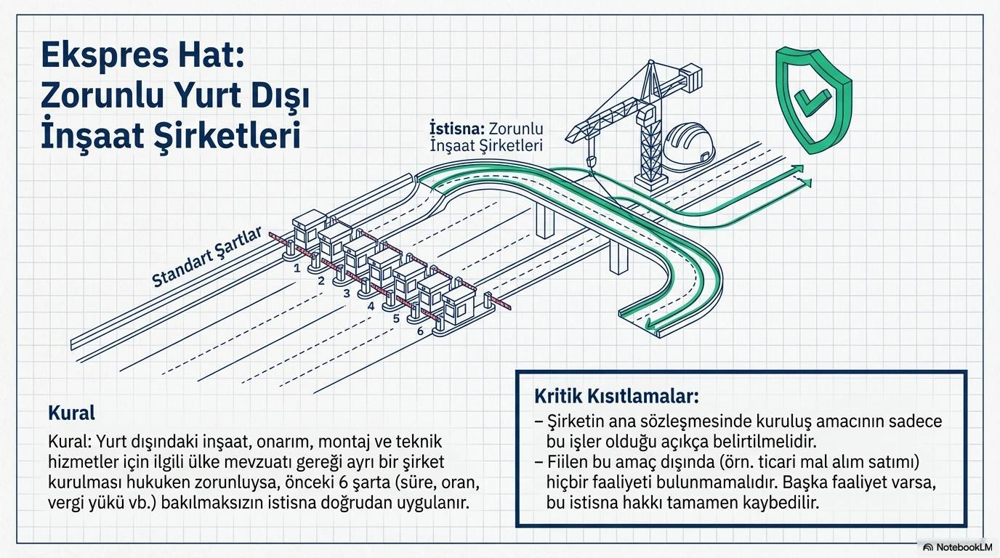 Ekspres Hat:
Zorunlu Yurt Dışı
İnşaat Şirketleri
İstisna: Zorunlu
İnşaat Şirketleri
Standart Şartlar
1
2
3
4
5
6
Kural
Kural: Yurt dışındaki inşaat, onarım, montaj ve teknik
hizmetler için ilgili ülke mevzuatı gereği ayrı bir şirket
kurulması hukuken zorunluysa, önceki 6 şarta (süre, oran,
vergi yükü vb.) bakılmaksızın istisna doğrudan uygulanır.
Kritik Kısıtlamalar:
– Şirketin ana sözleşmesinde kuruluş amacının sadece
bu işler olduğu açıkça belirtilmelidir.
– Fiilen bu amaç dışında (örn. ticari mal alım satımı)
hiçbir faaliyeti bulunmamalıdır. Başka faaliyet varsa,
bu istisna hakkı tamamen kaybedilir.
NotebookLM